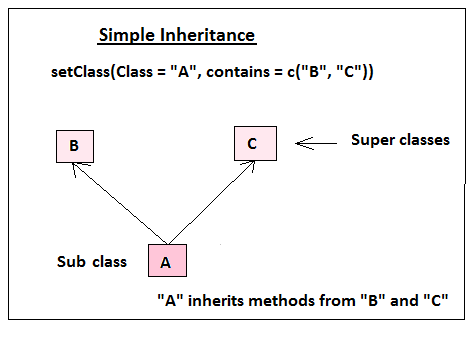 Simple Inheritance
setClass(Class = "A", contains = c("B", "C"))
B
C
Super classes
Sub class
A
"A" inherits methods from "B" and "C"